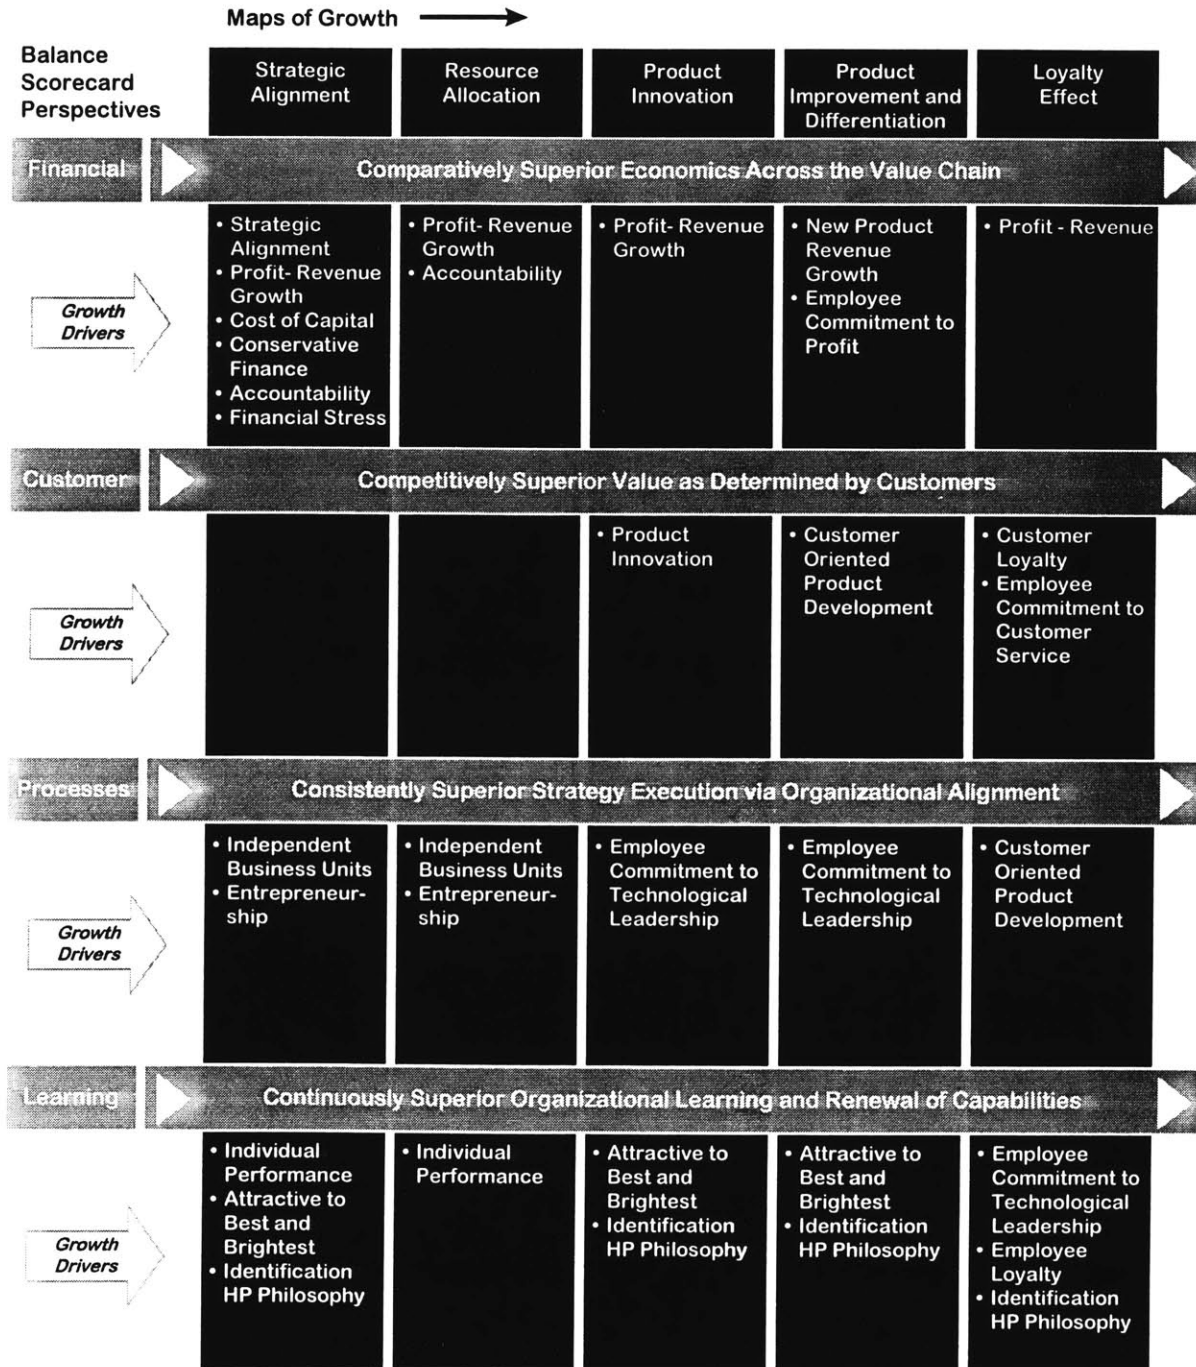 Maps of Growth
Balance
Scorecard
Perspectives
Strategic
Alignment
Resource
Allocation
Product
Innovation
Product
Improvement and
Differentiation
Loyalty
Effect
Financial
Comparatively Superior Economics Across the Value Chain
Growth
Drivers
• Strategic
Alignment
• Profit- Revenue
Growth
• Cost of Capital
• Conservative
Finance
• Accountability
• Financial Stress
• Profit- Revenue
Growth
• Accountability
• Profit- Revenue
Growth
• New Product
Revenue
Growth
• Employee
Commitment to
Profit
• Profit - Revenue
Customer
Competitively Superior Value as Determined by Customers
Growth
Drivers
• Product
Innovation
• Customer
Oriented
Product
Development
• Customer
Loyalty
• Employee
Commitment to
Customer
Service
Processes
Consistently Superior Strategy Execution via Organizational Alignment
Growth
Drivers
• Independent
Business Units
• Entrepreneur-
ship
• Independent
Business Units
• Entrepreneur-
ship
• Employee
Commitment to
Technological
Leadership
• Employee
Commitment to
Technological
Leadership
• Customer
Oriented
Product
Development
Learning
Continuously Superior Organizational Learning and Renewal of Capabilities
Growth
Drivers
• Individual
Performance
• Attractive to
Best and
Brightest
• Identification
HP Philosophy
• Individual
Performance
• Attractive to
Best and
Brightest
• Identification
HP Philosophy
• Attractive to
Best and
Brightest
• Identification
HP Philosophy
• Employee
Commitment to
Technological
Leadership
• Employee
Loyalty
• Identification
HP Philosophy